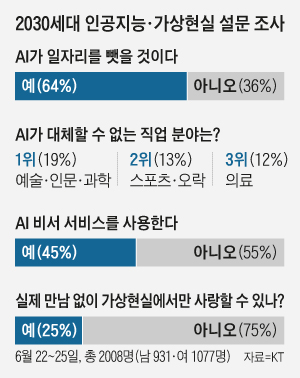 2030세대 인공지능·가상현실 설문 조사
AI가 일자리를 뺏을 것이다
예(64%) 아니오(36%)
AI가 대체할 수 없는 직업 분야는?
1위(19%) 2위(13%) 3위(12%)
예술·인문·과학 스포츠·오락 의료
AI 비서 서비스를 사용한다
예(45%) 아니오(55%)
실제 만남 없이 가상현실에서만 사랑할 수 있나?
예(25%) 아니오(75%)
6월 22~25일, 총 2008명(남 931·여 1077명) 자료=KT